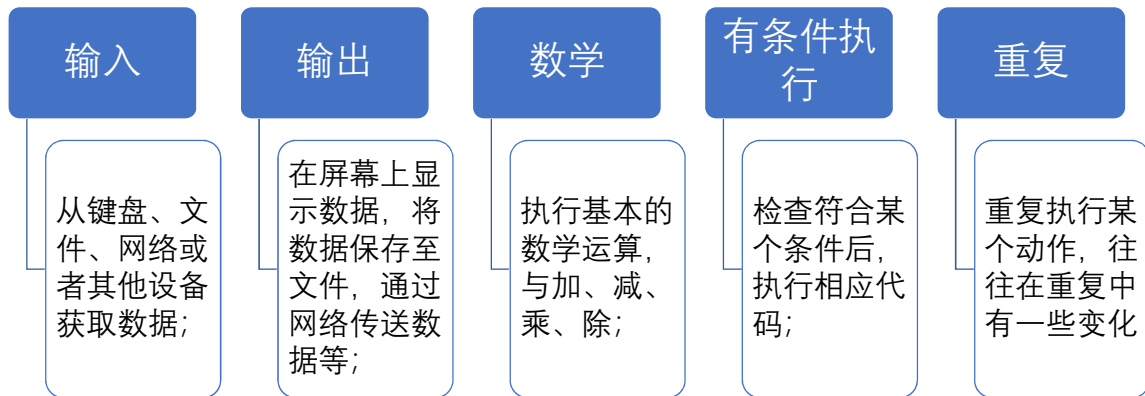 输入
从键盘、文
件、网络或
者其他设备
获取数据;
输出
在屏幕上显
示数据，将
数据保存至
文件，通过
网络传送数
据等;
数学
执行基本的
数学运算，
与加、减、
乘、除;
有条件执
行
检查符合某
个条件后，
执行相应代
码;
重复
重复执行某
个动作，往
往在重复中
有一些变化